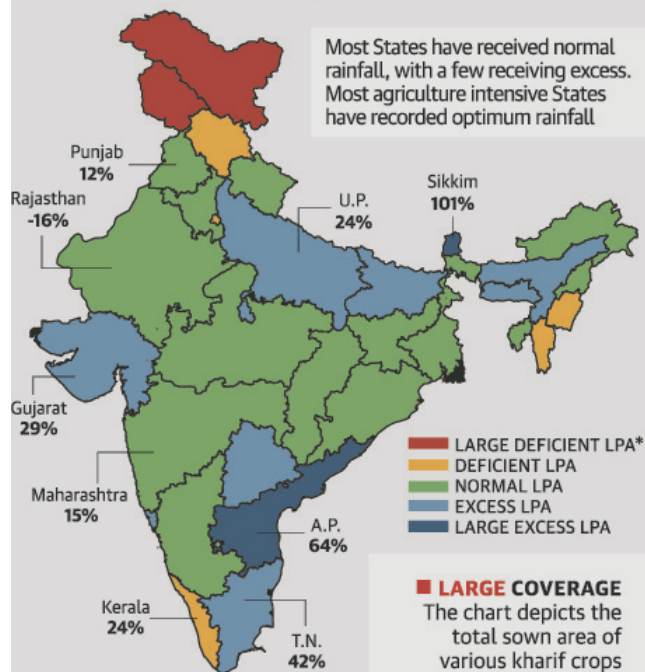 Most States have received normal
rainfall, with a few receiving excess.
Most agriculture intensive States
have recorded optimum rainfall
Punjab
12%
Rajasthan
-16%
U.P.
24%
Sikkim
101%
Gujarat
29%
Maharashtra
15%
A.P.
64%
Kerala
24%
T.N.
42%
LARGE DEFICIENT LPA*
DEFICIENT LPA
NORMAL LPA
EXCESS LPA
LARGE EXCESS LPA
LARGE COVERAGE
The chart depicts the
total sown area of
various kharif crops